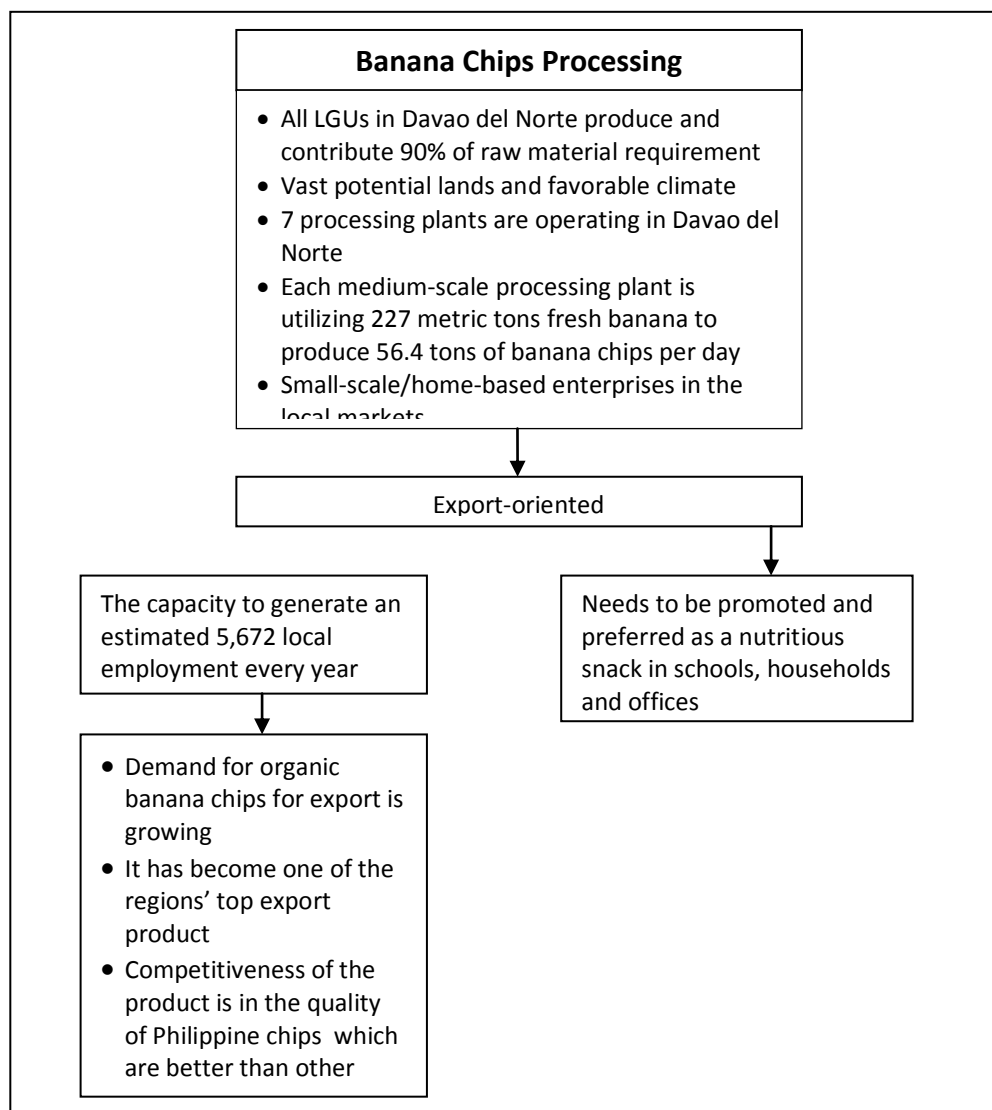 Banana Chips Processing
• All LGUs in Davao del Norte produce and
contribute 90% of raw material requirement
• Vast potential lands and favorable climate
• 7 processing plants are operating in Davao del
Norte
• Each medium-scale processing plant is
utilizing 227 metric tons fresh banana to
produce 56.4 tons of banana chips per day
• Small-scale/home-based enterprises in the
local markets
Export-oriented
The capacity to generate an
estimated 5,672 local
employment every year
Needs to be promoted and
preferred as a nutritious
snack in schools, households
and offices
• Demand for organic
banana chips for export is
growing
• It has become one of the
regions’ top export
product
• Competitiveness of the
product is in the quality
of Philippine chips which
are better than other